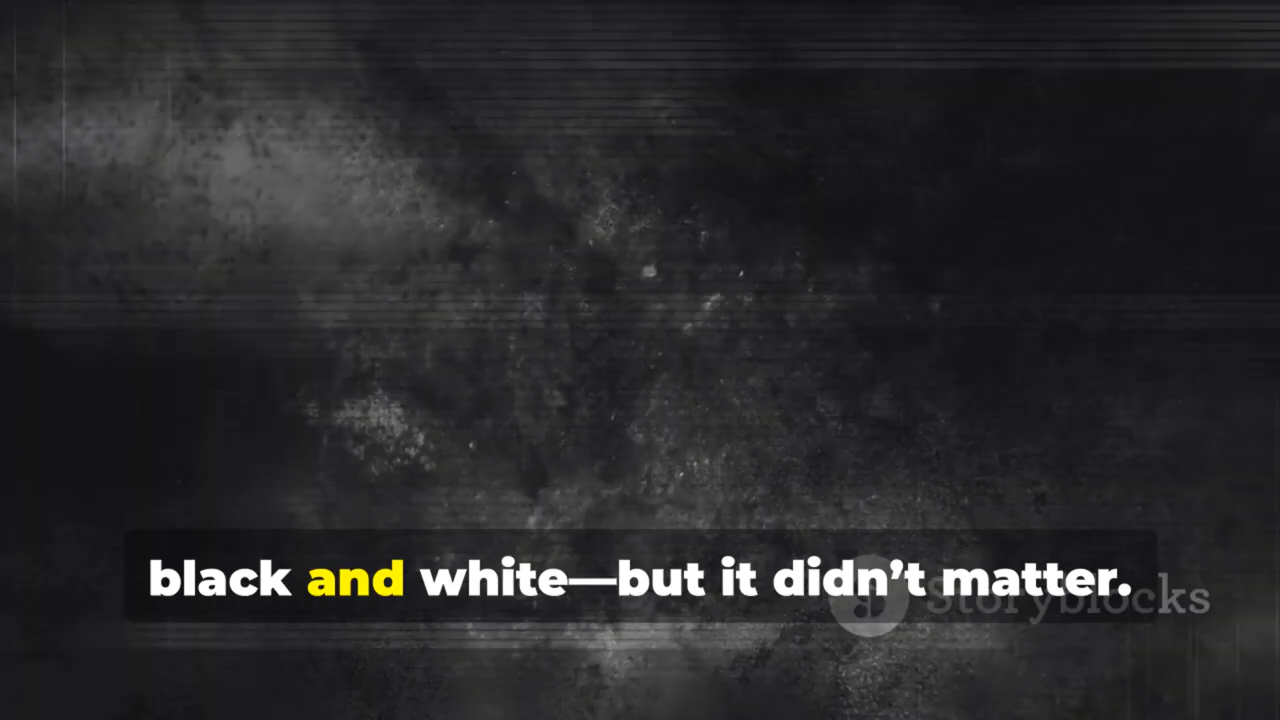 black and white—but it didn’t matter.
Storyblocks